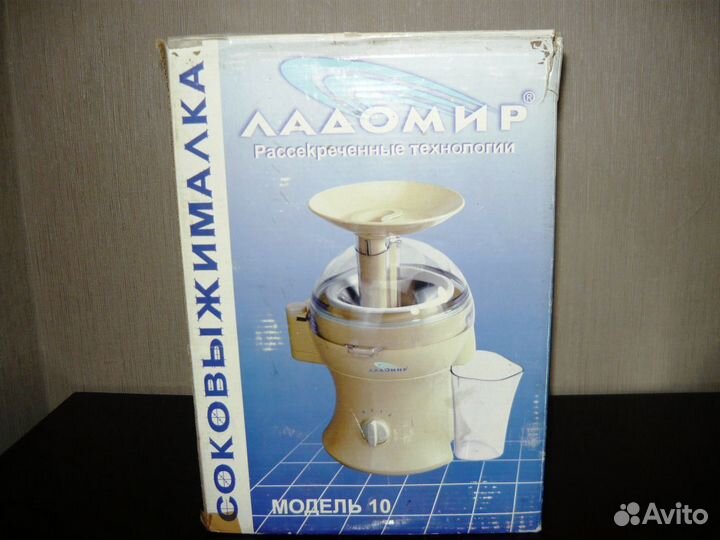 СОКОВЫЖИМАЛКА
ЛАДОМИР®
Рассекреченные технологии
ЛАДОМИР
МОДЕЛЬ 10
Avito